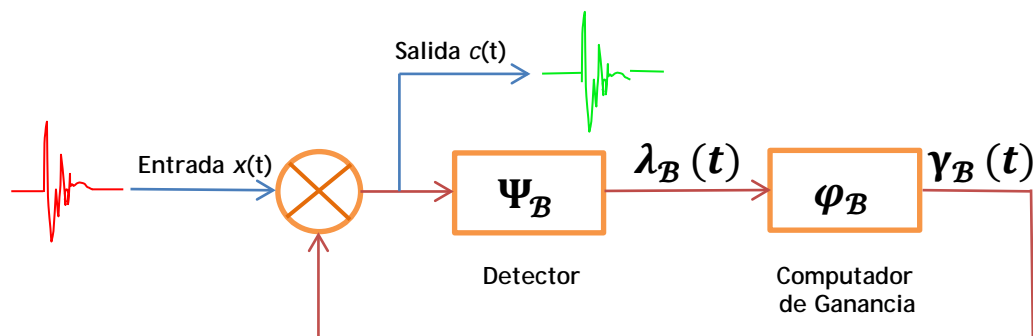 Salida c(t)
Entrada x(t)
Ψ_ℬ
λ_ℬ (t)
φ_ℬ
γ_ℬ (t)
Detector
Computador
de Ganancia